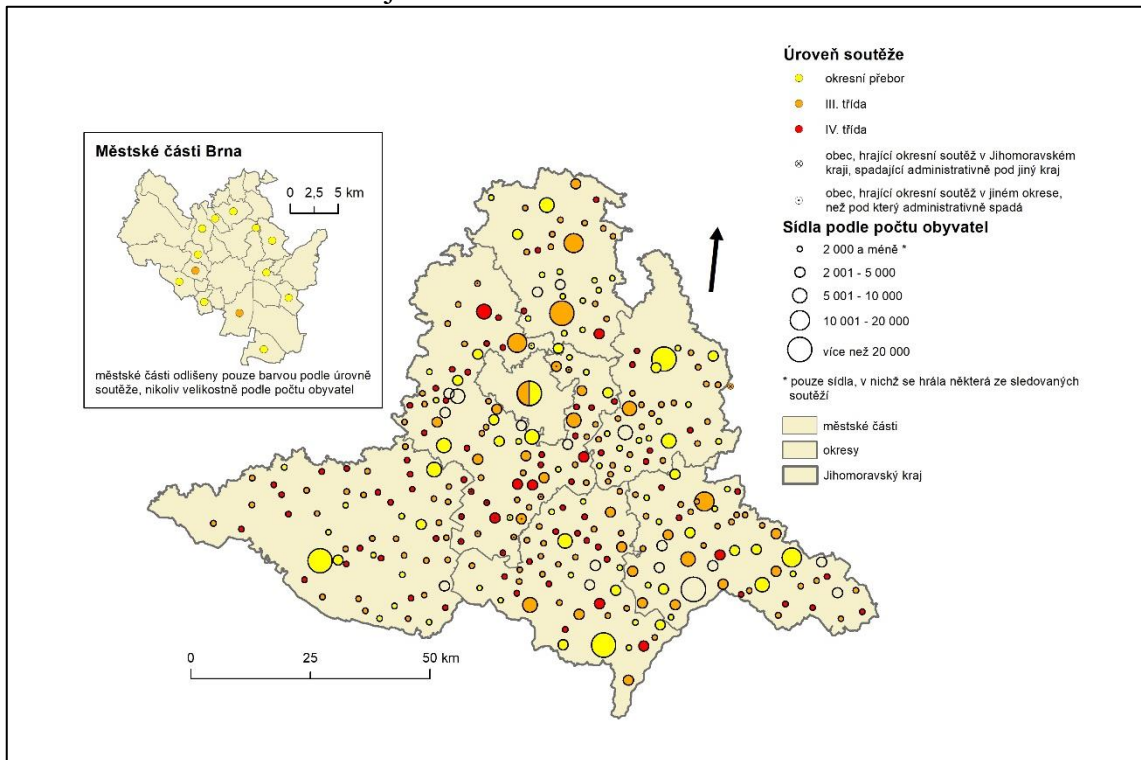 Úroveň soutěže
okresní přebor
III. třída
IV. třída
obec, hrající okresní soutěž v Jihomoravském
kraji, spadající administrativně pod jiný kraj
obec, hrající okresní soutěž v jiném okrese,
než pod který administrativně spadá
Sídla podle počtu obyvatel
2 000 a méně *
2 001 - 5 000
5 001 - 10 000
10 001 - 20 000
více než 20 000
* pouze sídla, v nichž se hrála některá ze sledovaných
soutěží
městské části
okresy
Jihomoravský kraj
Městské části Brna
0 2,5 5 km
městské části odlišeny pouze barvou podle úrovně
soutěže, nikoliv velikostně podle počtu obyvatel
0 25 50 km